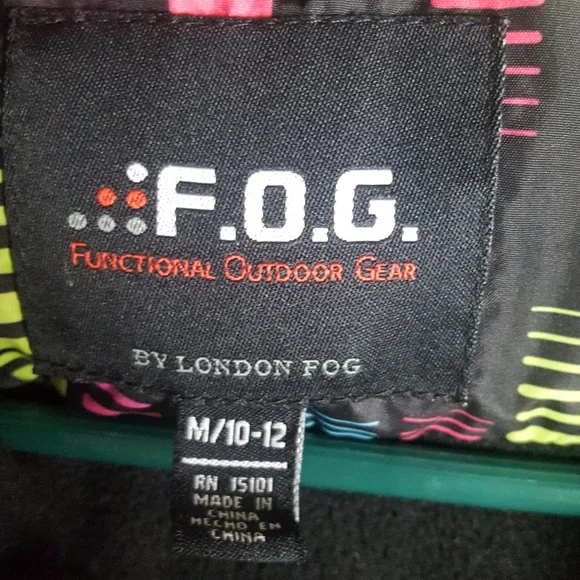 F.O.G.
FUNCTIONAL OUTDOOR GEAR
BY LONDON FOG
M/10-12
RN 15101
MADE IN
CHINA
HECHO EN
CHINA